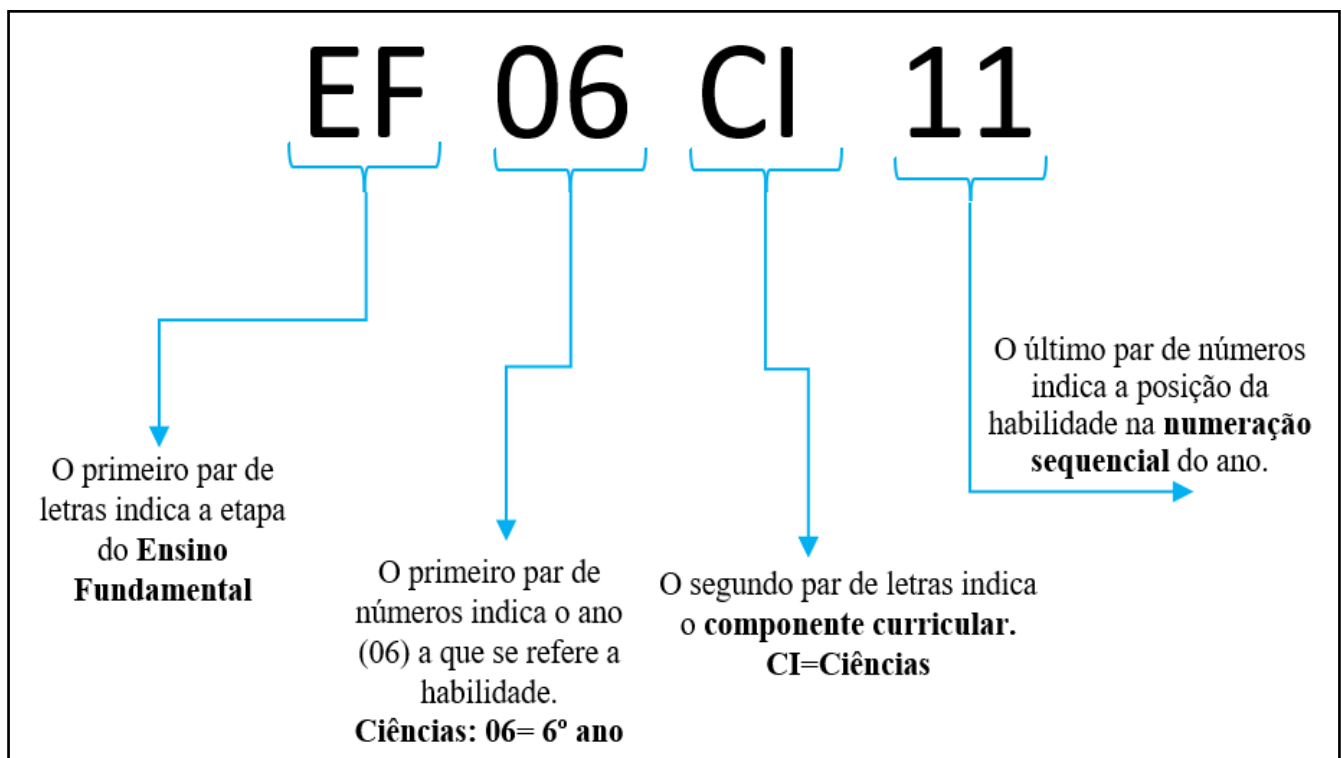 EF 06 CI 11
O primeiro par de
letras indica a etapa
do Ensino
Fundamental
O primeiro par de
números indica o ano
(06) a que se refere a
habilidade.
Ciências: 06= 6º ano
O segundo par de letras indica
o componente curricular.
CI=Ciências
O último par de números
indica a posição da
habilidade na numeração
sequencial do ano.